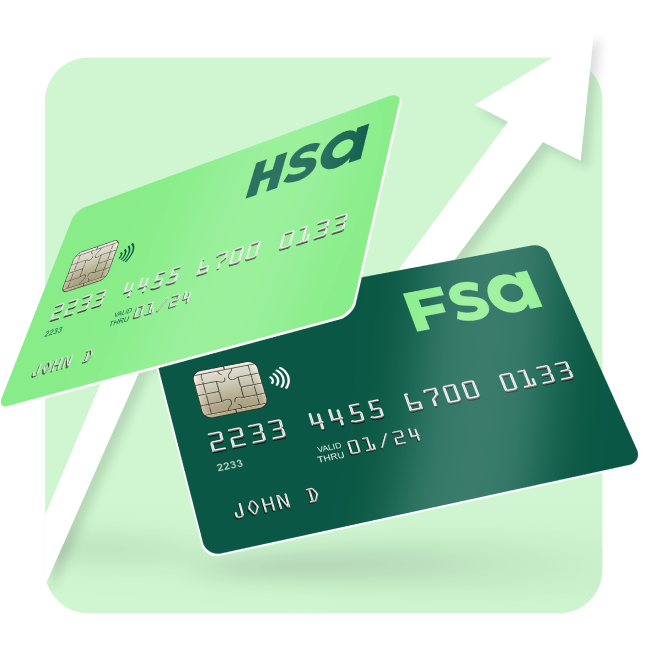 Hsa
2233 4455 6700 0133
2233
VALID THRU 01/24
JOHN D
Fsa
2233 4455 6700 0133
2233
VALID THRU 01/24
JOHN D